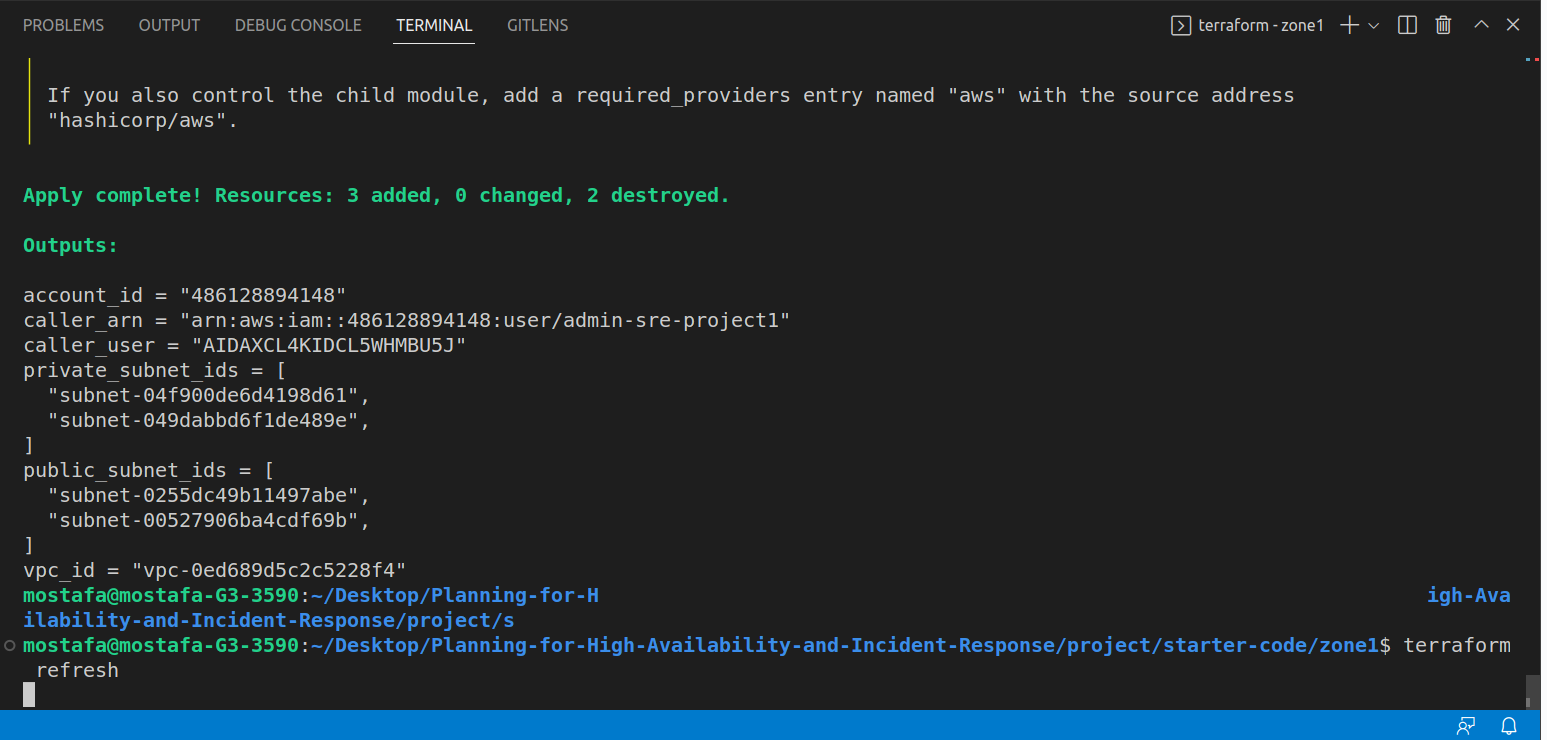 PROBLEMS OUTPUT DEBUG CONSOLE TERMINAL GITLENS terraform - zone1
If you also control the child module, add a required_providers entry named "aws" with the source address
"hashicorp/aws".
Apply complete! Resources: 3 added, 0 changed, 2 destroyed.
Outputs:
account_id = "486128894148"
caller_arn = "arn:aws:iam::486128894148:user/admin-sre-project1"
caller_user = "AIDAXCL4KIDCL5WHMBU5J"
private_subnet_ids = [
  "subnet-04f900de6d4198d61",
  "subnet-049dabbd6f1de489e",
]
public_subnet_ids = [
  "subnet-0255dc49b11497abe",
  "subnet-00527906ba4cdf69b",
]
vpc_id = "vpc-0ed689d5c2c5228f4"
mostafa@mostafa-G3-3590:~/Desktop/Planning-for-H igh-Ava
ilability-and-Incident-Response/project/s
mostafa@mostafa-G3-3590:~/Desktop/Planning-for-High-Availability-and-Incident-Response/project/starter-code/zone1$ terraform
 refresh